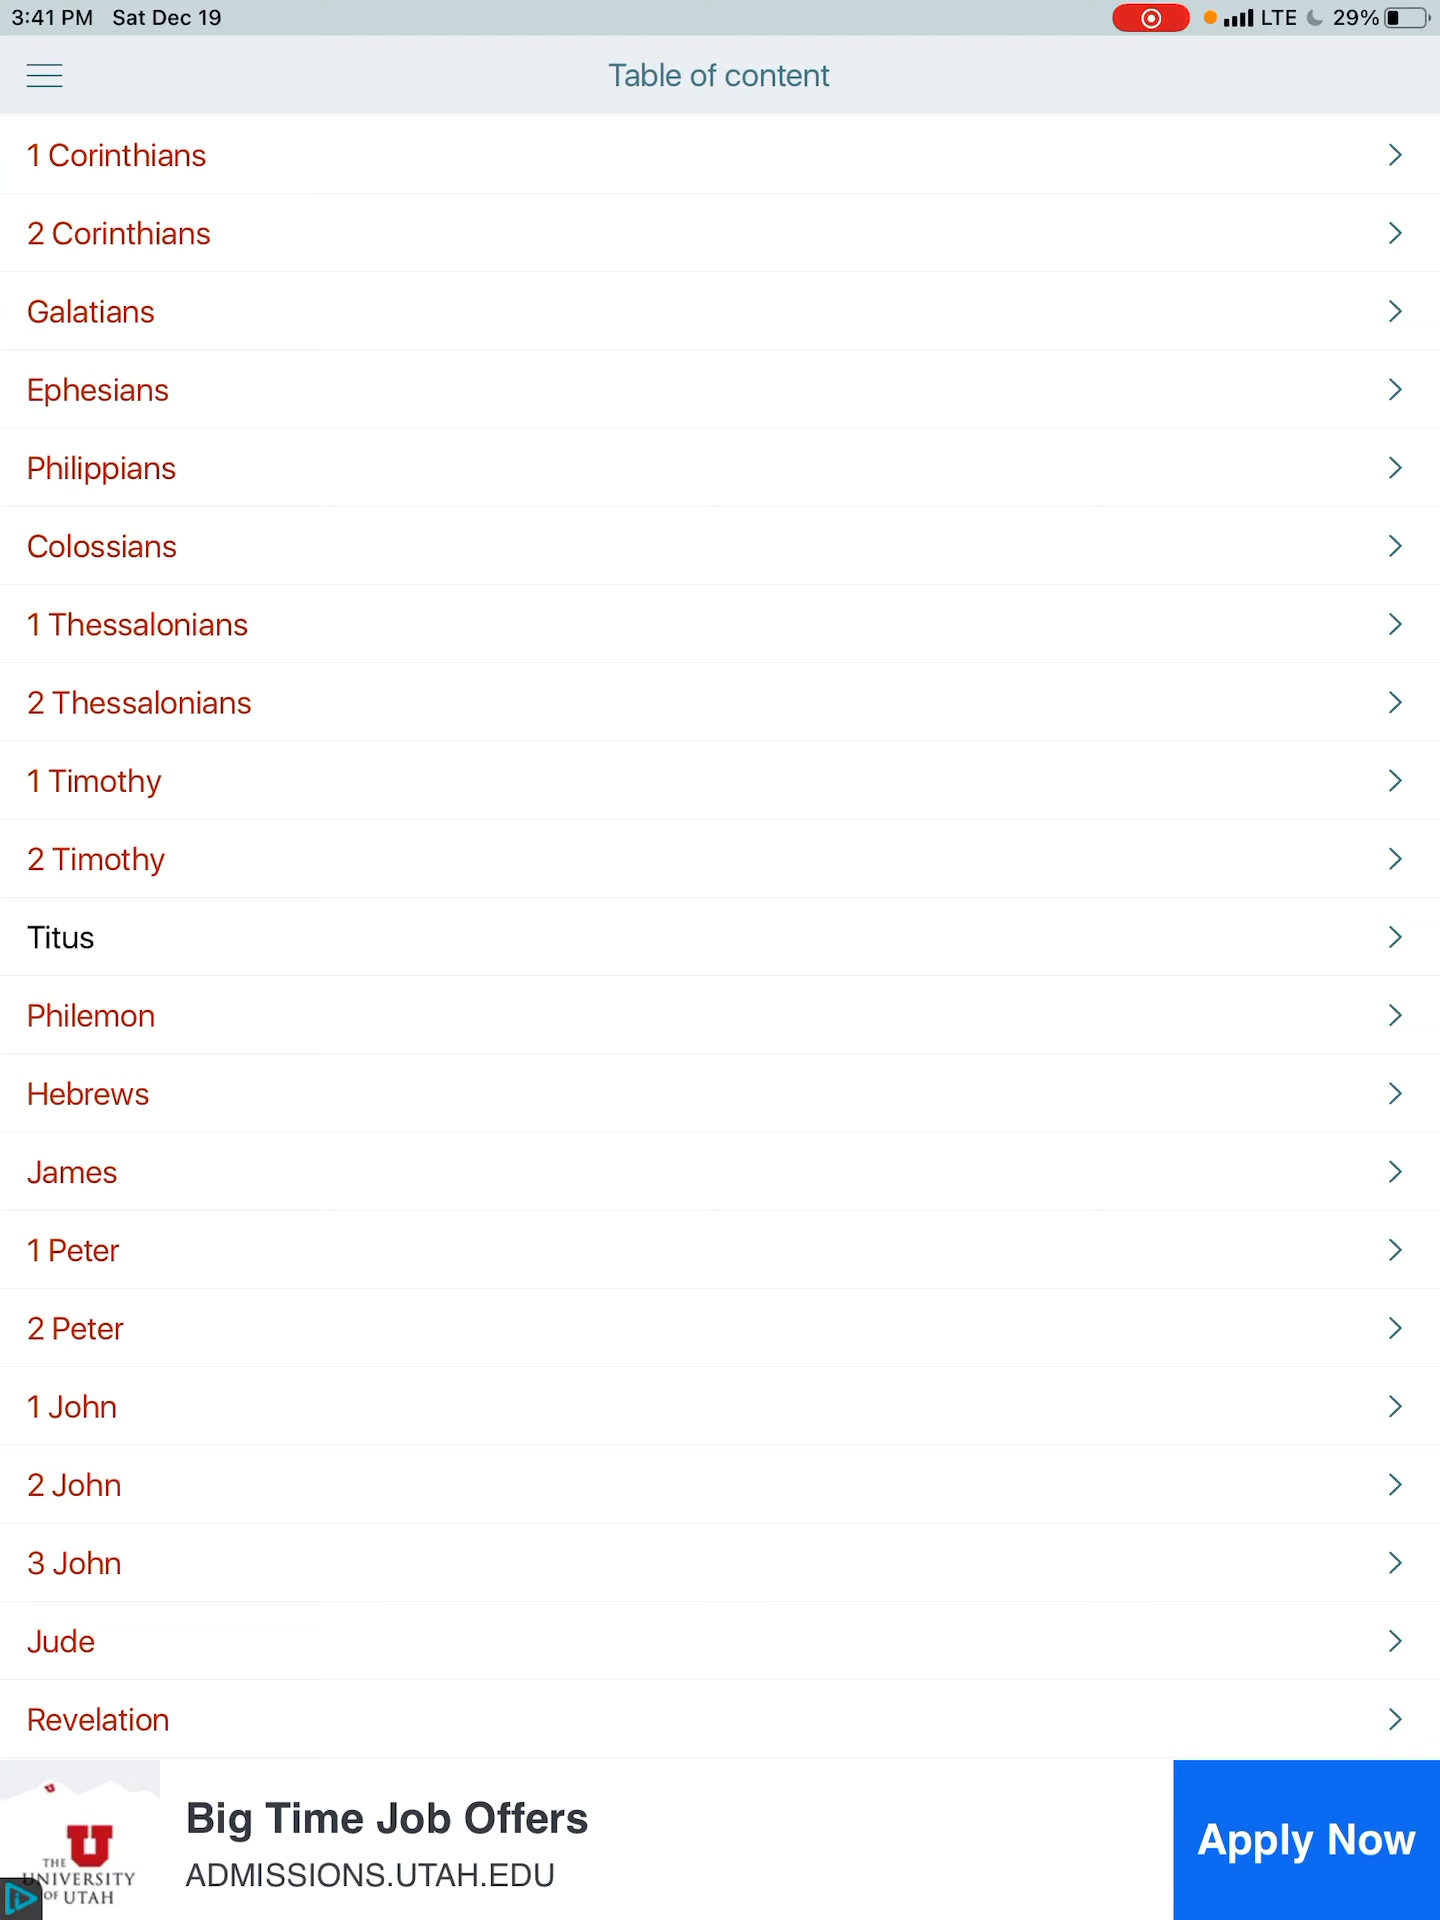 3:41 PM Sat Dec 19 LTE 29%
Table of content
1 Corinthians
2 Corinthians
Galatians
Ephesians
Philippians
Colossians
1 Thessalonians
2 Thessalonians
1 Timothy
2 Timothy
Titus
Philemon
Hebrews
James
1 Peter
2 Peter
1 John
2 John
3 John
Jude
Revelation
U
THE
UNIVERSITY
OF UTAH
Big Time Job Offers
ADMISSIONS.UTAH.EDU
Apply Now